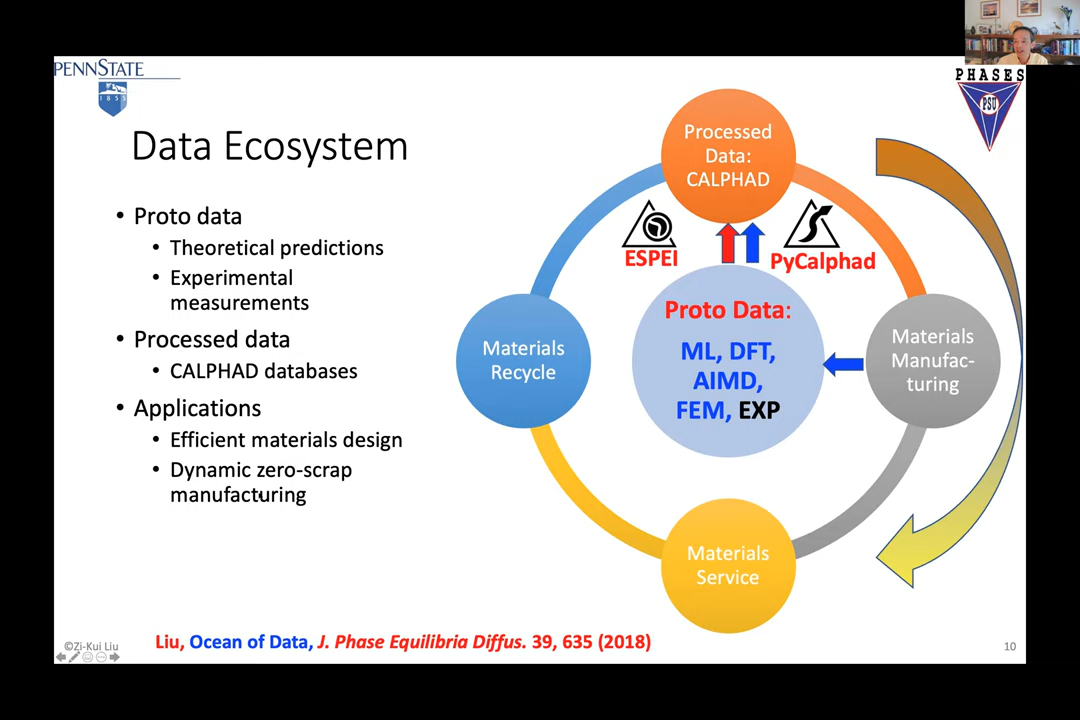 PENNSTATE
1855
PHASES
PSU
Data Ecosystem
• Proto data
• Theoretical predictions
• Experimental
measurements
• Processed data
• CALPHAD databases
• Applications
• Efficient materials design
• Dynamic zero-scrap
manufacturing
Processed
Data:
CALPHAD
ESPEI
PyCalphad
Proto Data:
ML, DFT,
AIMD,
FEM, EXP
Materials
Recycle
Materials
Manufac-
turing
Materials
Service
©Zi-Kui Liu
Liu, Ocean of Data, J. Phase Equilibria Diffus. 39, 635 (2018)
10